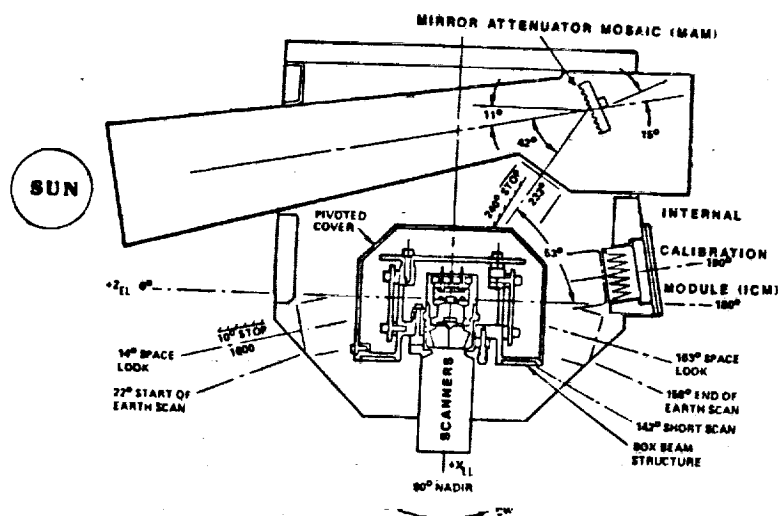 MIRROR ATTENUATOR MOSAIC (MAM)
11°
42°
15°
SUN
240° STOP
232°
PIVOTED
COVER
INTERNAL
CALIBRATION
MODULE (ICM)
53°
190°
180°
+Z
0°
10° STOP
1800
14° SPACE
LOOK
22° START OF
EARTH SCAN
163° SPACE
LOOK
158° END OF
EARTH SCAN
142° SHORT SCAN
BOX BEAM
STRUCTURE
SCANNERS
90° NADIR